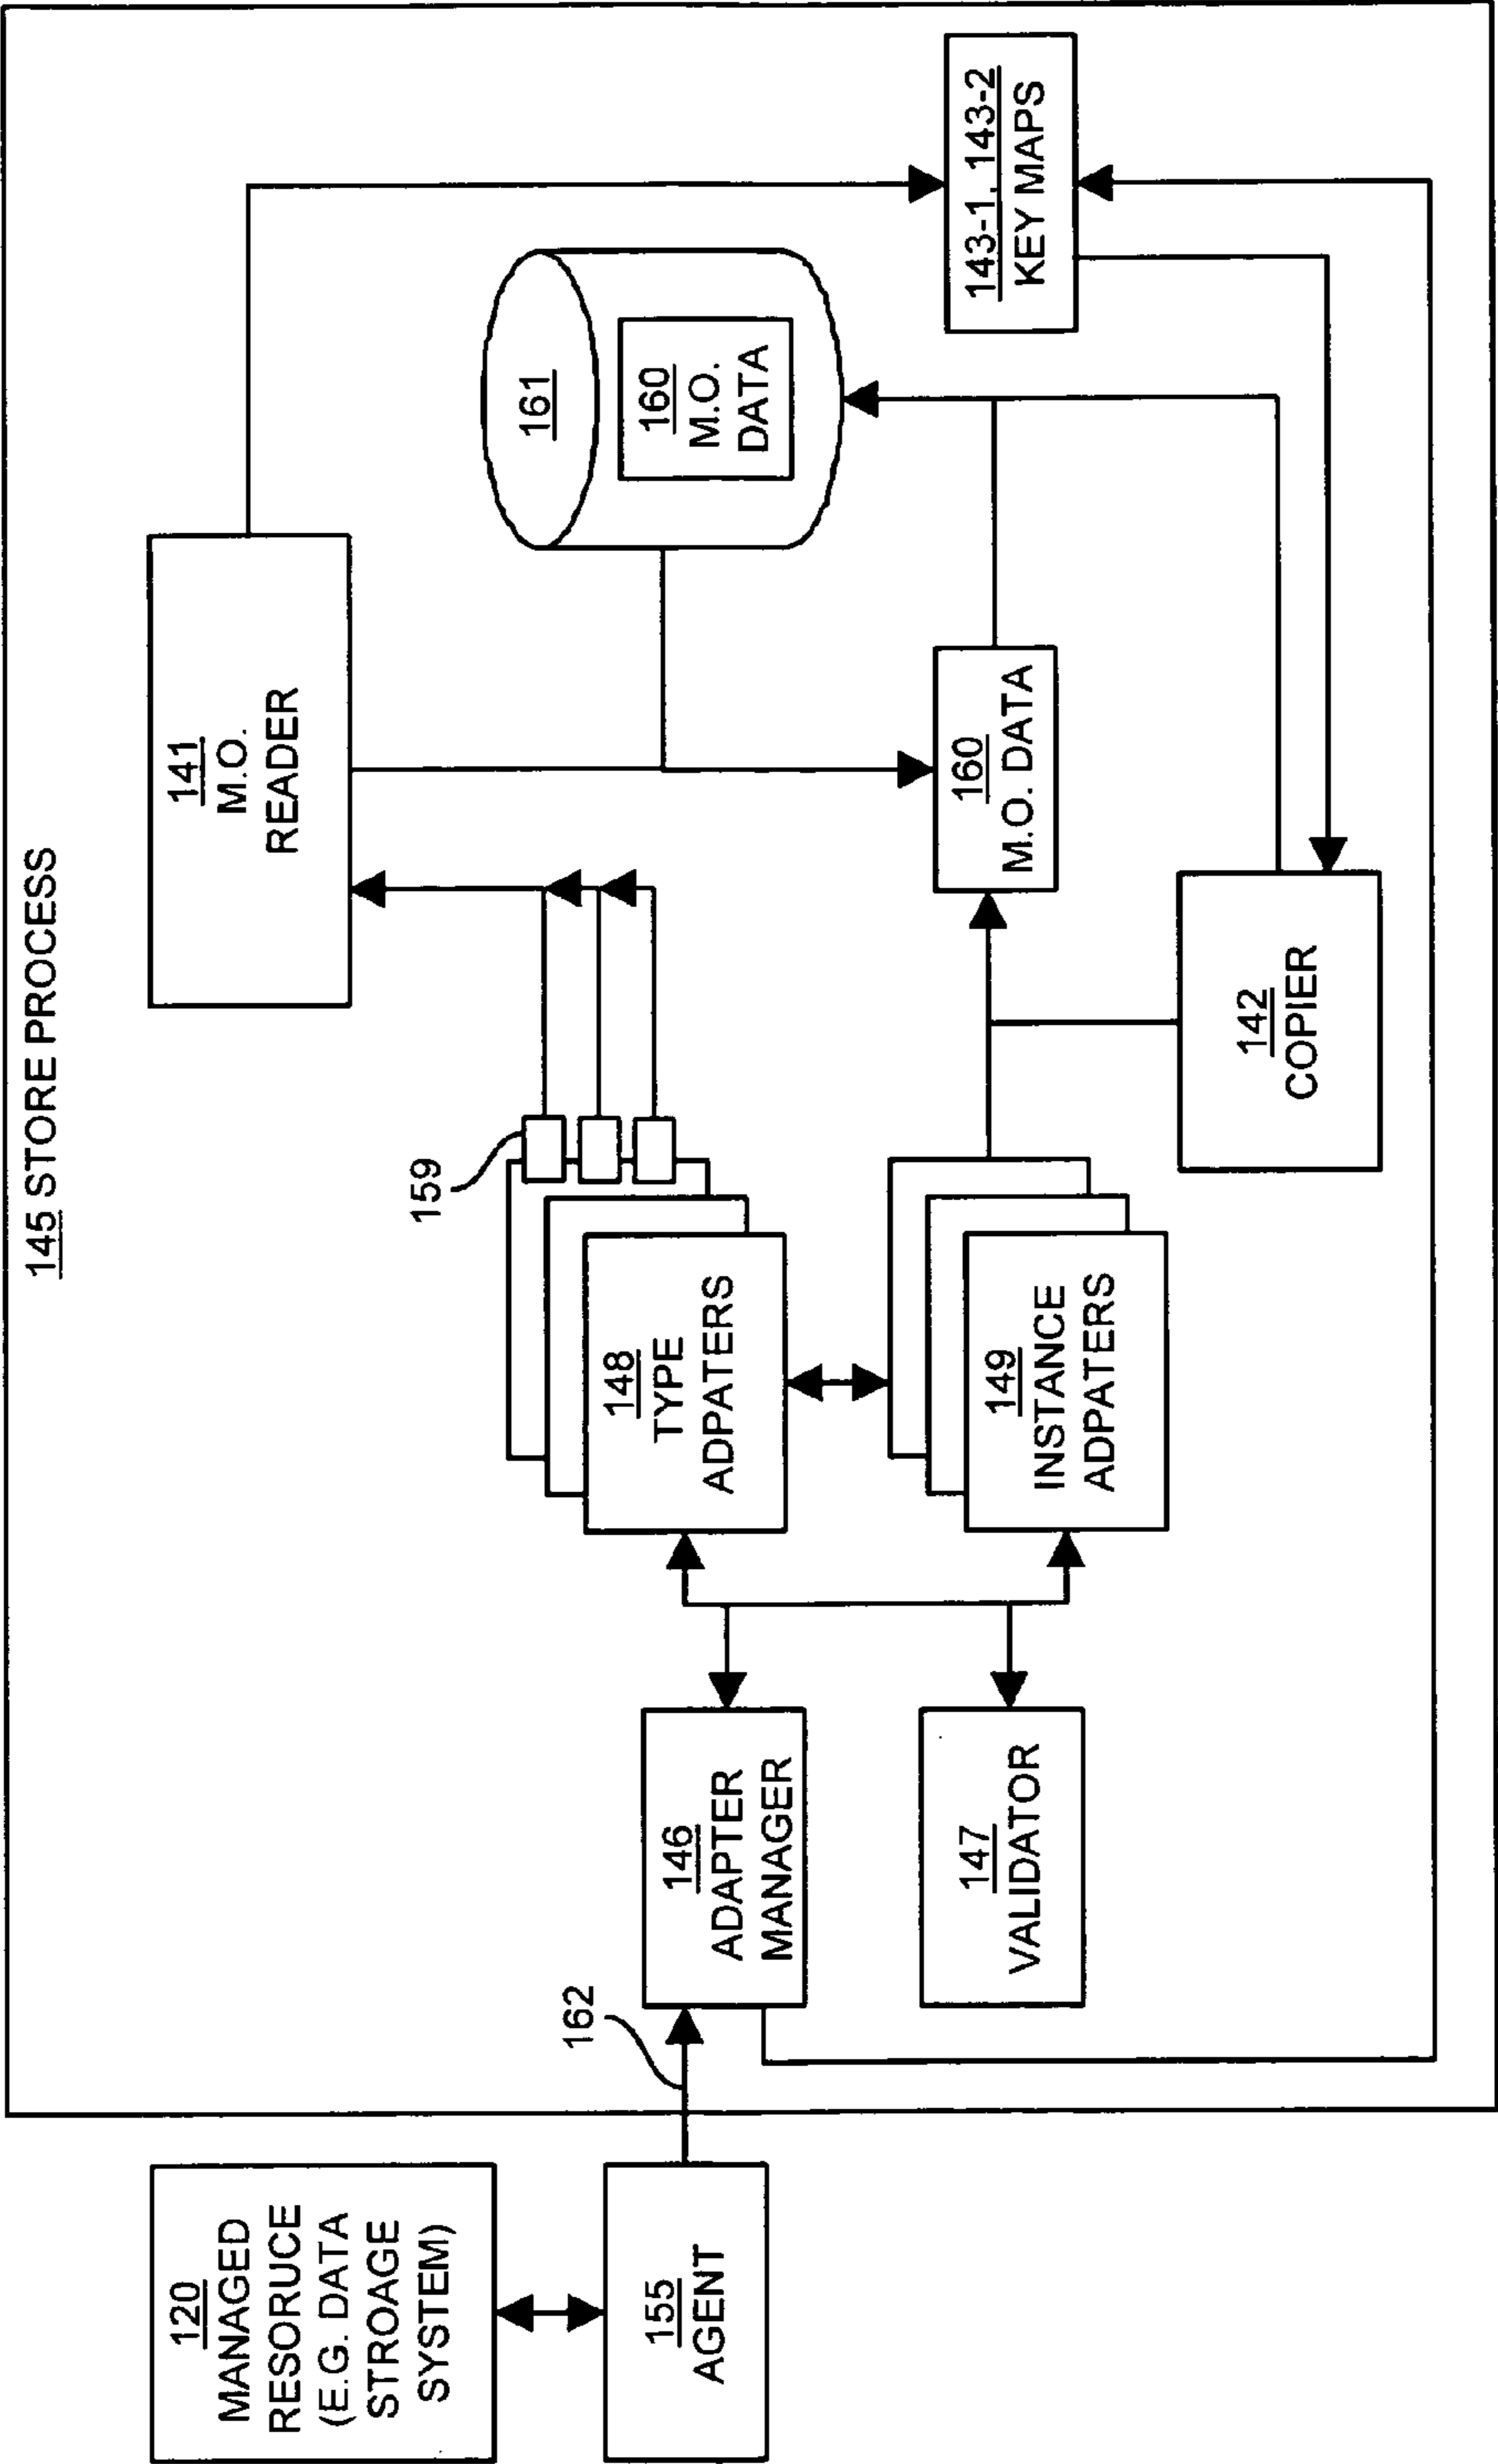 145 STORE PROCESS
120
MANAGED
RESORUCE
(E.G. DATA
STROAGE
SYSTEM)
155
AGENT
162
146
ADAPTER
MANAGER
147
VALIDATOR
148
TYPE
ADPATERS
159
149
INSTANCE
ADPATERS
141
M.O.
READER
142
COPIER
160
M.O. DATA
161
160
M.O.
DATA
143-1, 143-2
KEY MAPS